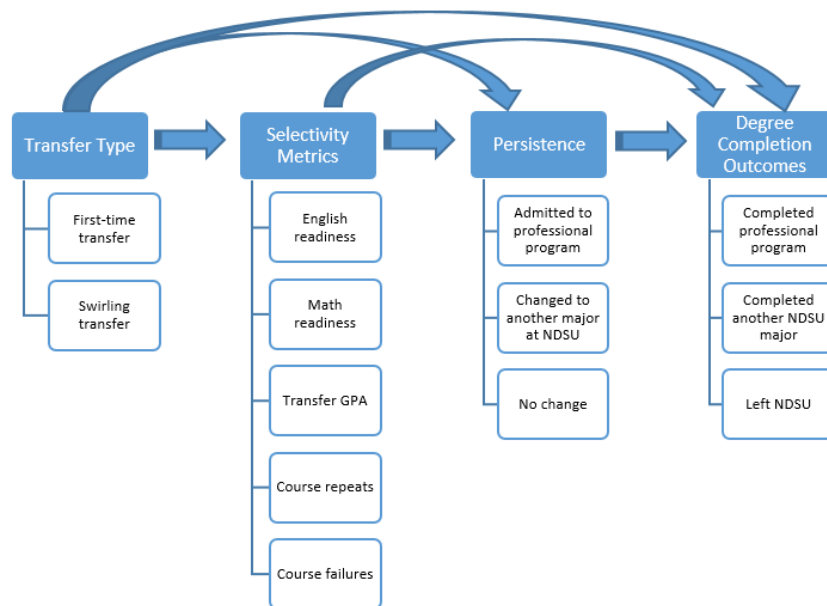 Transfer Type
First-time
transfer
Swirling
transfer
Selectivity
Metrics
English
readiness
Math
readiness
Transfer GPA
Course repeats
Course failures
Persistence
Admitted to
professional
program
Changed to
another major
at NDSU
No change
Degree
Completion
Outcomes
Completed
professional
program
Completed
another NDSU
major
Left NDSU